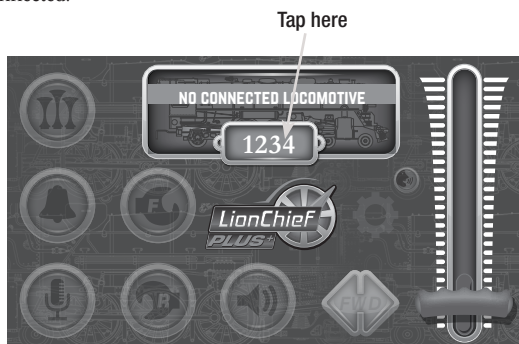 Tap here
NO CONNECTED LOCOMOTIVE
1234
F
LionChief
PLUS+
R
FWD